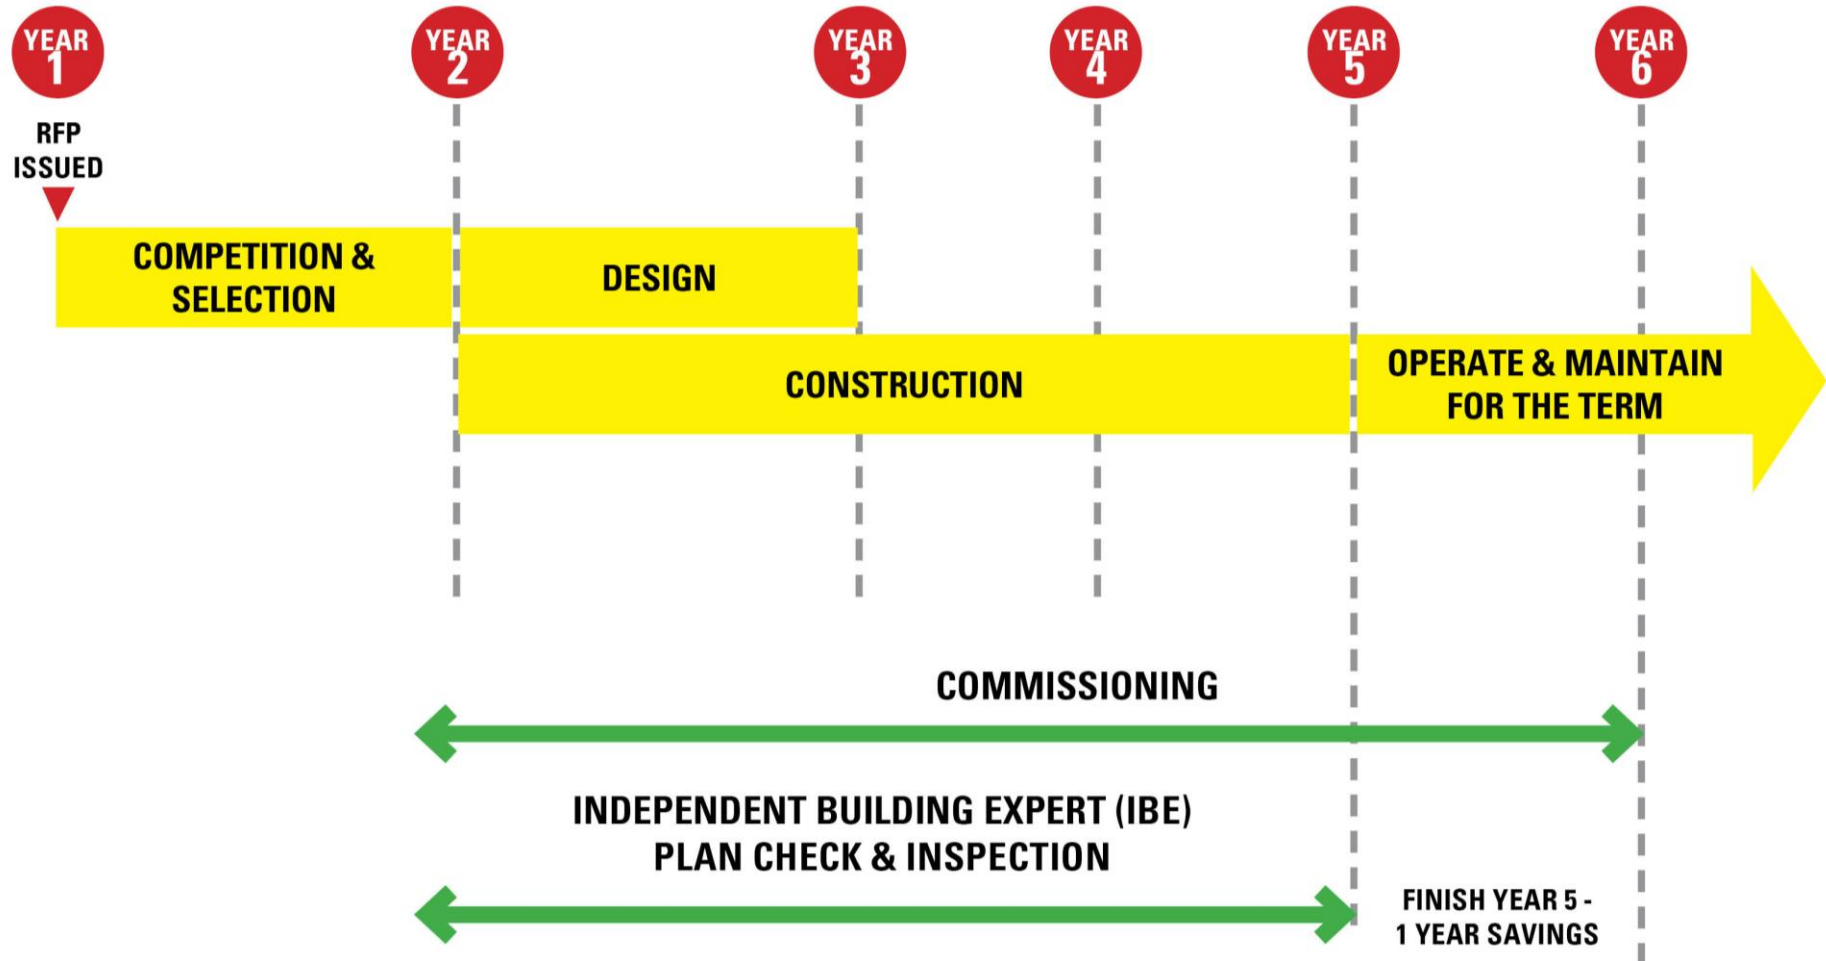 YEAR
1
YEAR
2
YEAR
3
YEAR
4
YEAR
5
YEAR
6
RFP
ISSUED
COMPETITION &
SELECTION
DESIGN
CONSTRUCTION
OPERATE & MAINTAIN
FOR THE TERM
COMMISSIONING
INDEPENDENT BUILDING EXPERT (IBE)
PLAN CHECK & INSPECTION
FINISH YEAR 5 -
1 YEAR SAVINGS